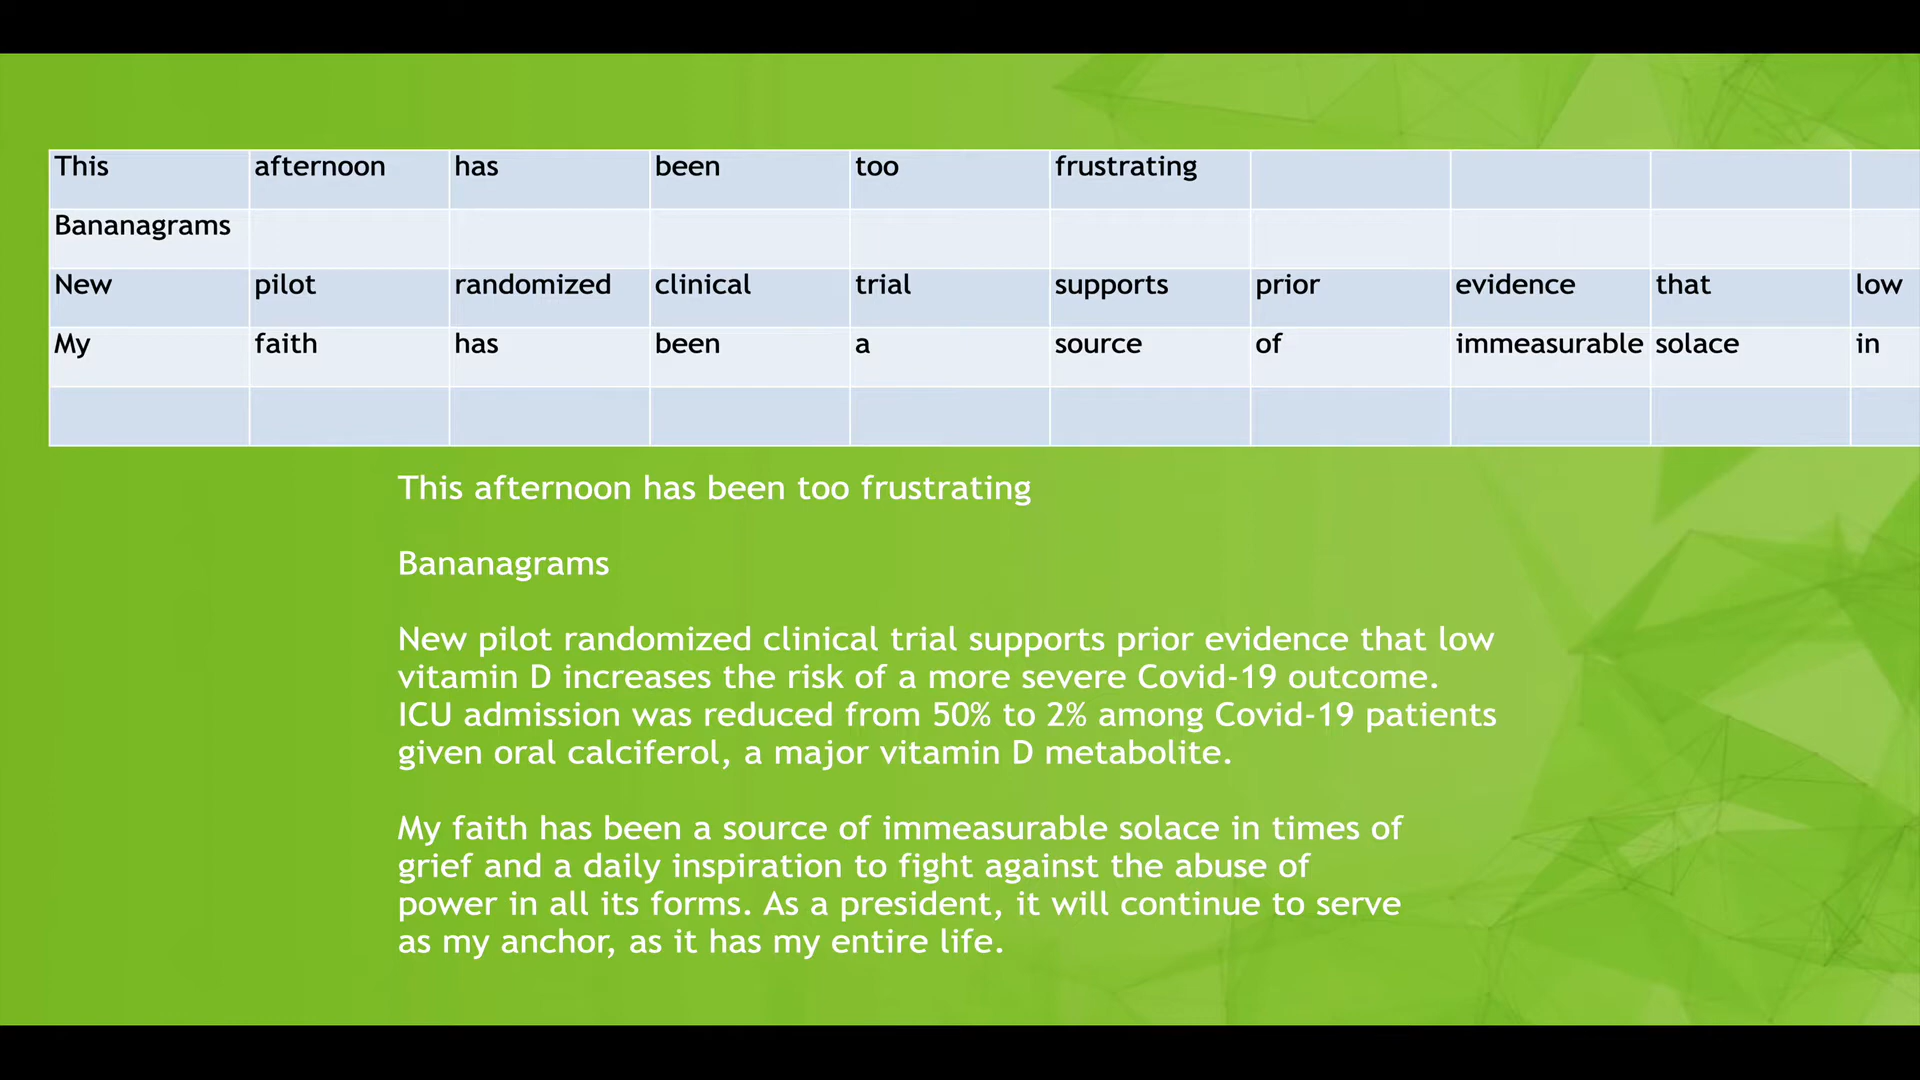 This afternoon has been too frustrating
Bananagrams
New pilot randomized clinical trial supports prior evidence that low
My faith has been a source of immeasurable solace in
This afternoon has been too frustrating
Bananagrams
New pilot randomized clinical trial supports prior evidence that low
vitamin D increases the risk of a more severe Covid-19 outcome.
ICU admission was reduced from 50% to 2% among Covid-19 patients
given oral calciferol, a major vitamin D metabolite.
My faith has been a source of immeasurable solace in times of
grief and a daily inspiration to fight against the abuse of
power in all its forms. As a president, it will continue to serve
as my anchor, as it has my entire life.